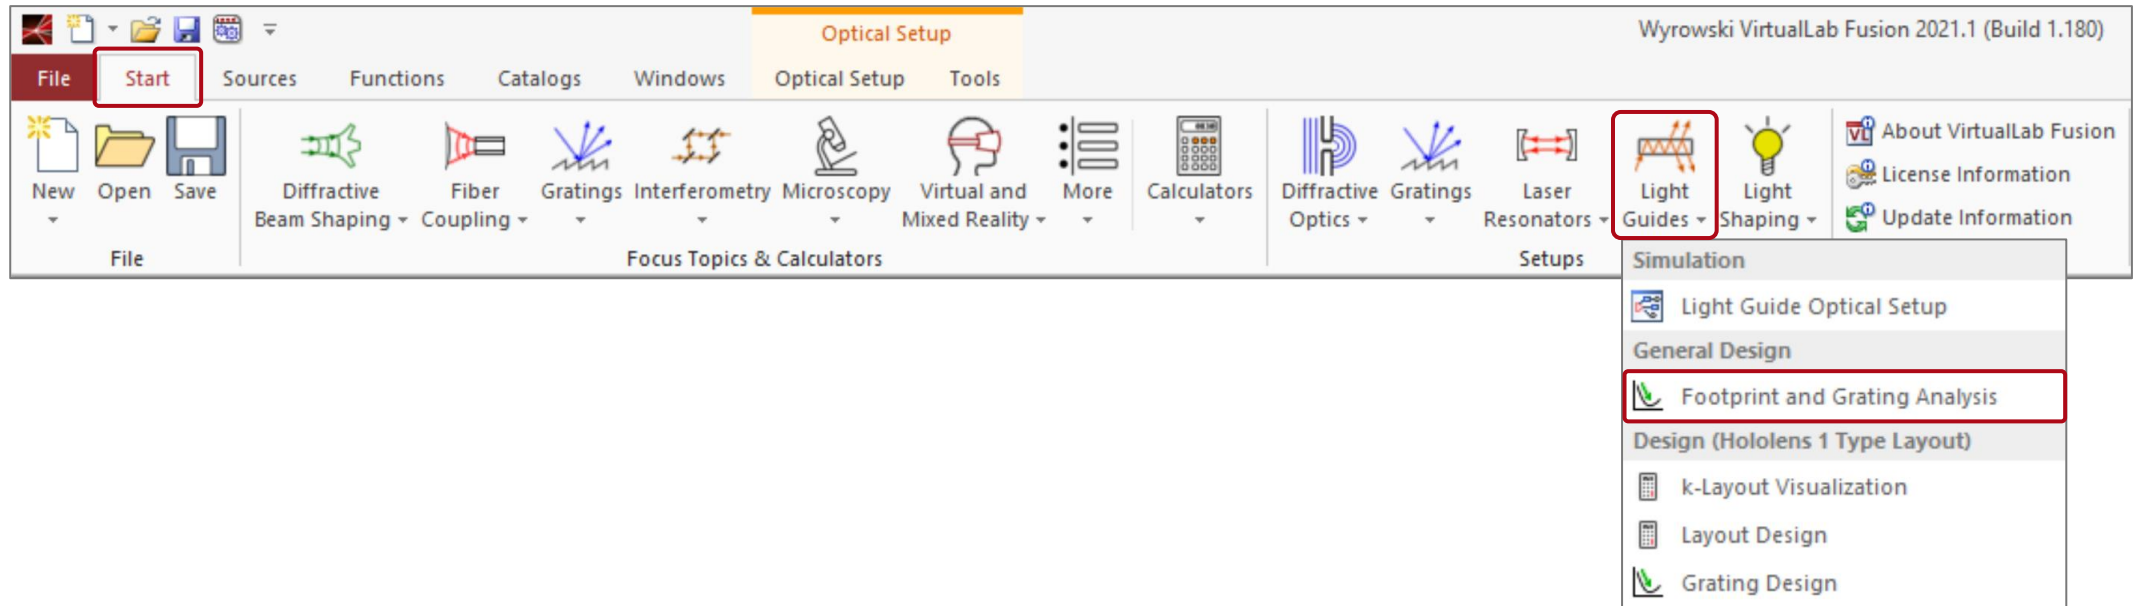 Optical Setup
Wyrowski VirtualLab Fusion 2021.1 (Build 1.180)
File Start Sources Functions Catalogs Windows Optical Setup Tools
New Open Save
Diffractive Beam Shaping
Fiber Coupling
Gratings
Interferometry
Microscopy
Virtual and Mixed Reality
More
Calculators
Diffractive Optics
Gratings
Laser Resonators
Light Guides
Light Shaping
About VirtualLab Fusion
License Information
Update Information
File
Focus Topics & Calculators
Setups
Simulation
Light Guide Optical Setup
General Design
Footprint and Grating Analysis
Design (Hololens 1 Type Layout)
k-Layout Visualization
Layout Design
Grating Design